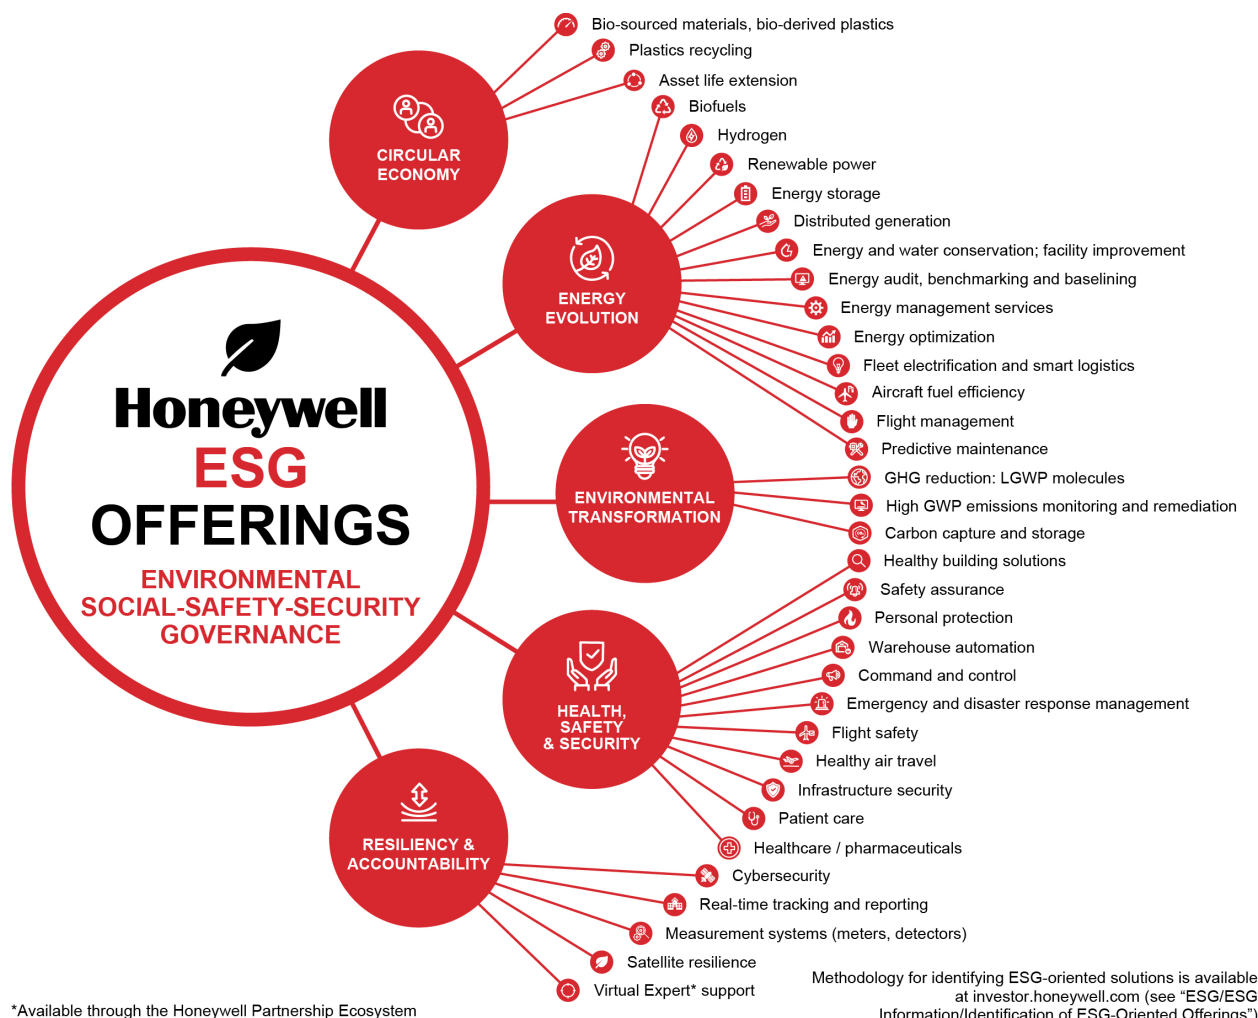 Bio-sourced materials, bio-derived plastics
Plastics recycling
Asset life extension
CIRCULAR
ECONOMY
Biofuels
Hydrogen
Renewable power
Energy storage
Distributed generation
Energy and water conservation; facility improvement
Energy audit, benchmarking and baselining
Energy management services
Energy optimization
Fleet electrification and smart logistics
Aircraft fuel efficiency
Flight management
Predictive maintenance
ENERGY
EVOLUTION
Honeywell
ESG
OFFERINGS
ENVIRONMENTAL
SOCIAL-SAFETY-SECURITY
GOVERNANCE
ENVIRONMENTAL
TRANSFORMATION
GHG reduction: LGWP molecules
High GWP emissions monitoring and remediation
Carbon capture and storage
Healthy building solutions
Safety assurance
Personal protection
Warehouse automation
Command and control
Emergency and disaster response management
Flight safety
Healthy air travel
Infrastructure security
Patient care
Healthcare / pharmaceuticals
HEALTH,
SAFETY
& SECURITY
RESILIENCY &
ACCOUNTABILITY
Cybersecurity
Real-time tracking and reporting
Measurement systems (meters, detectors)
Satellite resilience
Virtual Expert* support
*Available through the Honeywell Partnership Ecosystem
Methodology for identifying ESG-oriented solutions is available
at investor.honeywell.com (see “ESG/ESG
Information/Identification of ESG-Oriented Offerings”)